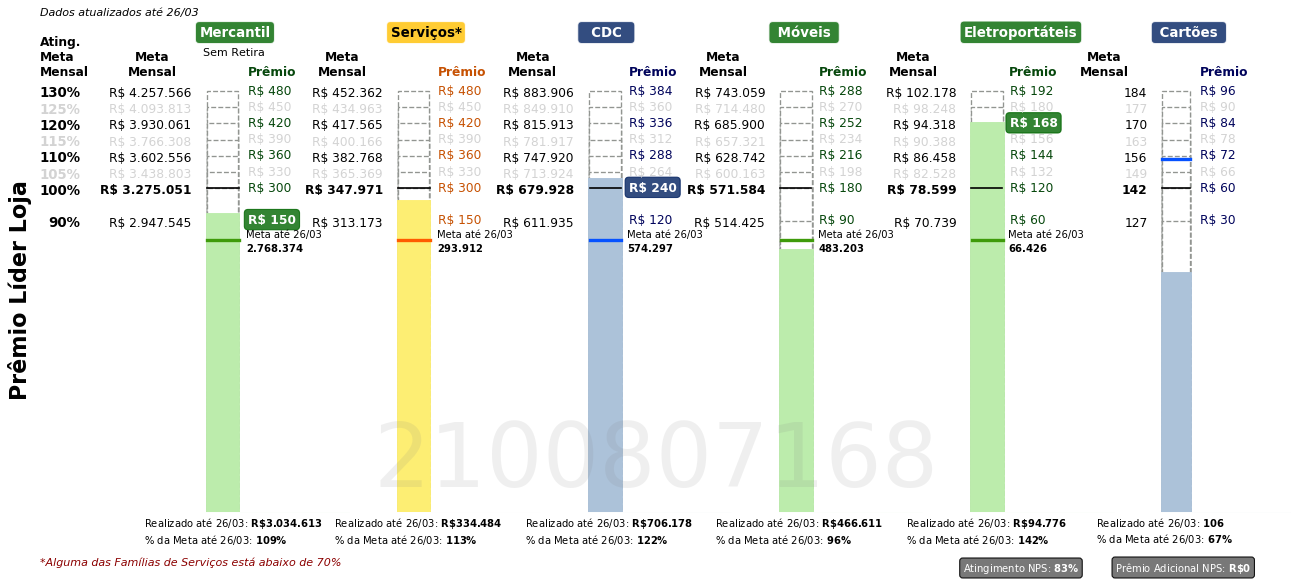 Dados atualizados até 26/03
Mercantil Serviços* CDC Móveis Eletroportáteis Cartões
Sem Retira
Ating. Meta Mensal
Meta Mensal Prêmio Meta Mensal Prêmio Meta Mensal Prêmio Meta Mensal Prêmio Meta Mensal Prêmio Meta Mensal Prêmio
130% R$ 4.257.566 R$ 480 R$ 452.362 R$ 480 R$ 883.906 R$ 384 R$ 743.059 R$ 288 R$ 102.178 R$ 192 184 R$ 96
125% R$ 4.093.813 R$ 450 R$ 434.963 R$ 450 R$ 849.910 R$ 360 R$ 714.480 R$ 270 R$ 98.248 R$ 180 177 R$ 90
120% R$ 3.930.061 R$ 420 R$ 417.565 R$ 420 R$ 815.913 R$ 336 R$ 685.900 R$ 252 R$ 94.318 R$ 168 170 R$ 84
115% R$ 3.766.308 R$ 390 R$ 400.166 R$ 390 R$ 781.917 R$ 312 R$ 657.321 R$ 234 R$ 90.388 R$ 156 163 R$ 78
110% R$ 3.602.556 R$ 360 R$ 382.768 R$ 360 R$ 747.920 R$ 288 R$ 628.742 R$ 216 R$ 86.458 R$ 144 156 R$ 72
105% R$ 3.438.803 R$ 330 R$ 365.369 R$ 330 R$ 713.924 R$ 264 R$ 600.163 R$ 198 R$ 82.528 R$ 132 149 R$ 66
100% R$ 3.275.051 R$ 300 R$ 347.971 R$ 300 R$ 679.928 R$ 240 R$ 571.584 R$ 180 R$ 78.599 R$ 120 142 R$ 60
90% R$ 2.947.545 R$ 150 R$ 313.173 R$ 150 R$ 611.935 R$ 120 R$ 514.425 R$ 90 R$ 70.739 R$ 60 127 R$ 30
Meta até 26/03 Meta até 26/03 Meta até 26/03 Meta até 26/03 Meta até 26/03
2.768.374 293.912 574.297 483.203 66.426
Prêmio Líder Loja
2100807168
Realizado até 26/03: R$3.034.613 Realizado até 26/03: R$334.484 Realizado até 26/03: R$706.178 Realizado até 26/03: R$466.611 Realizado até 26/03: R$94.776 Realizado até 26/03: 106
% da Meta até 26/03: 109% % da Meta até 26/03: 113% % da Meta até 26/03: 122% % da Meta até 26/03: 96% % da Meta até 26/03: 142% % da Meta até 26/03: 67%
*Alguma das Famílias de Serviços está abaixo de 70%
Atingimento NPS: 83% Prêmio Adicional NPS: R$0